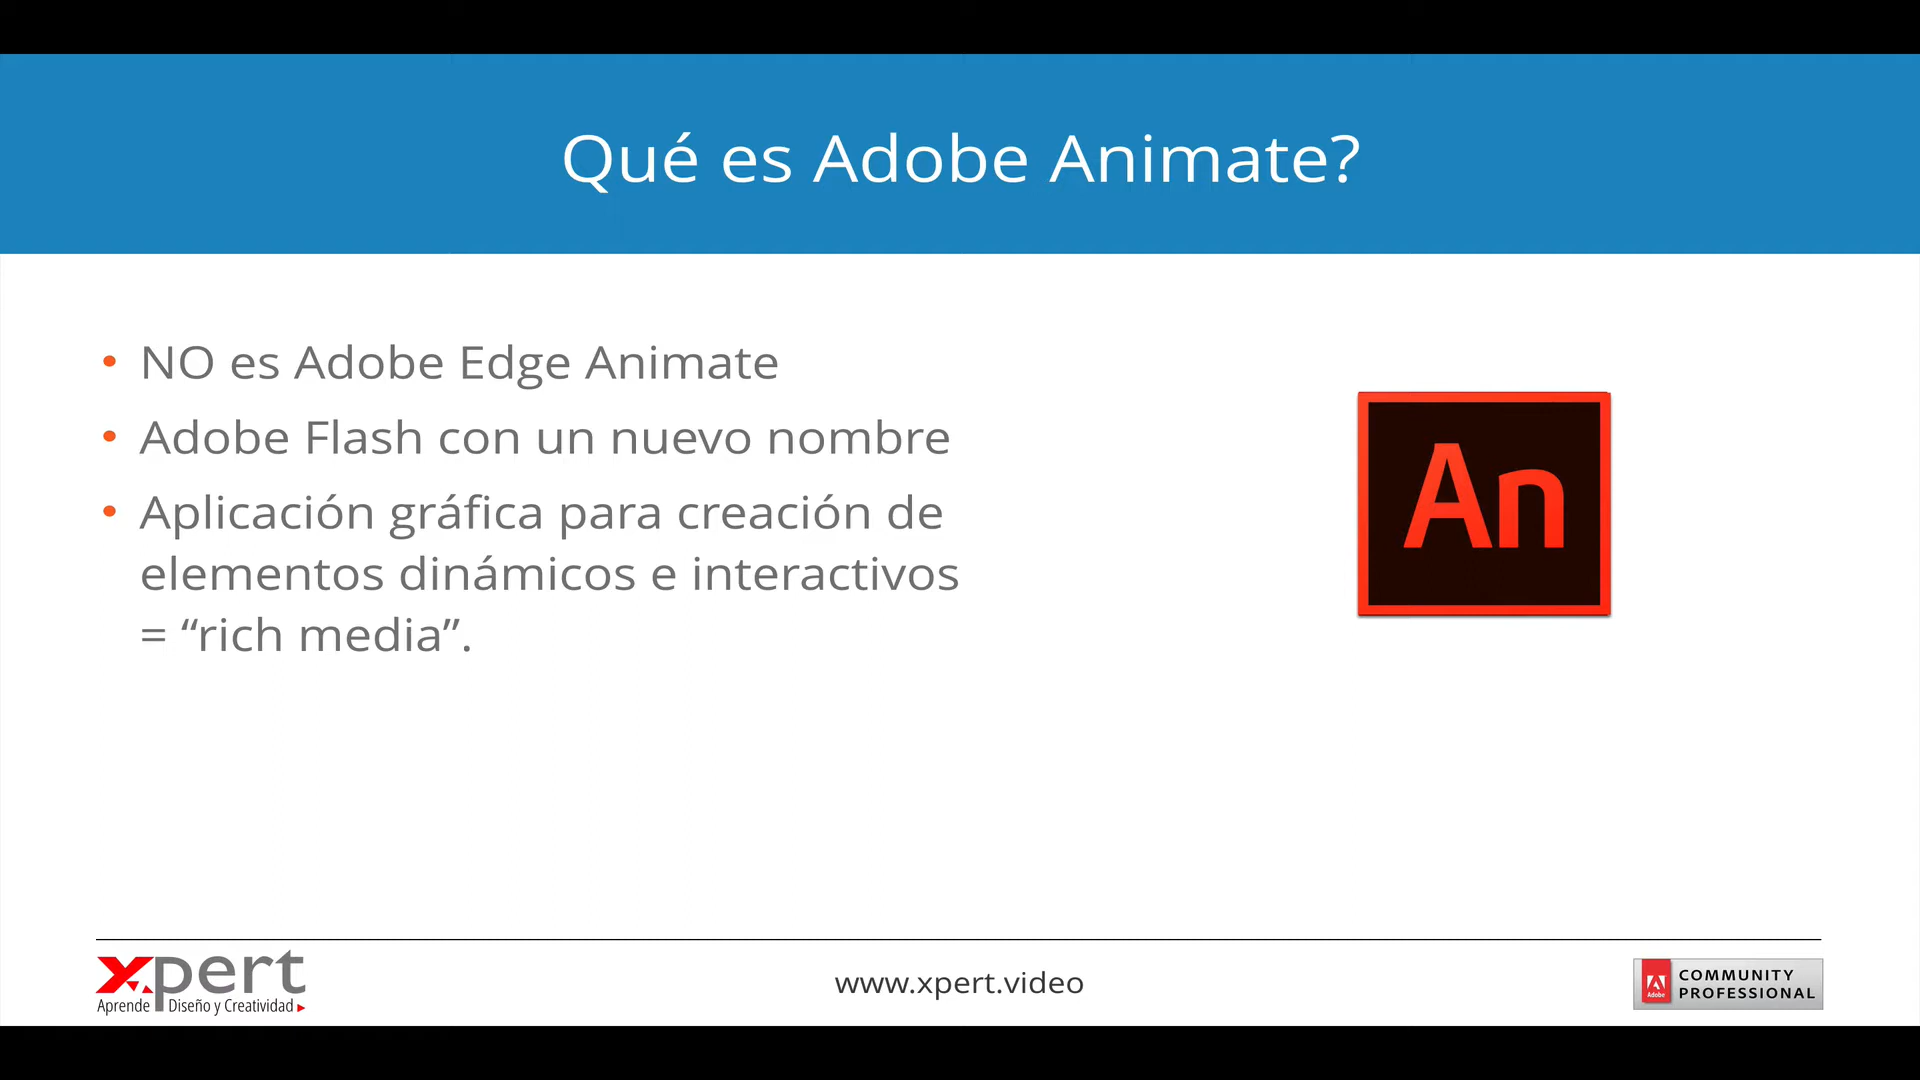 Qué es Adobe Animate?
• NO es Adobe Edge Animate
• Adobe Flash con un nuevo nombre
• Aplicación gráfica para creación de
elementos dinámicos e interactivos
= “rich media”.
An
xpert
Aprende Diseño y Creatividad
www.xpert.video
Adobe
COMMUNITY
PROFESSIONAL